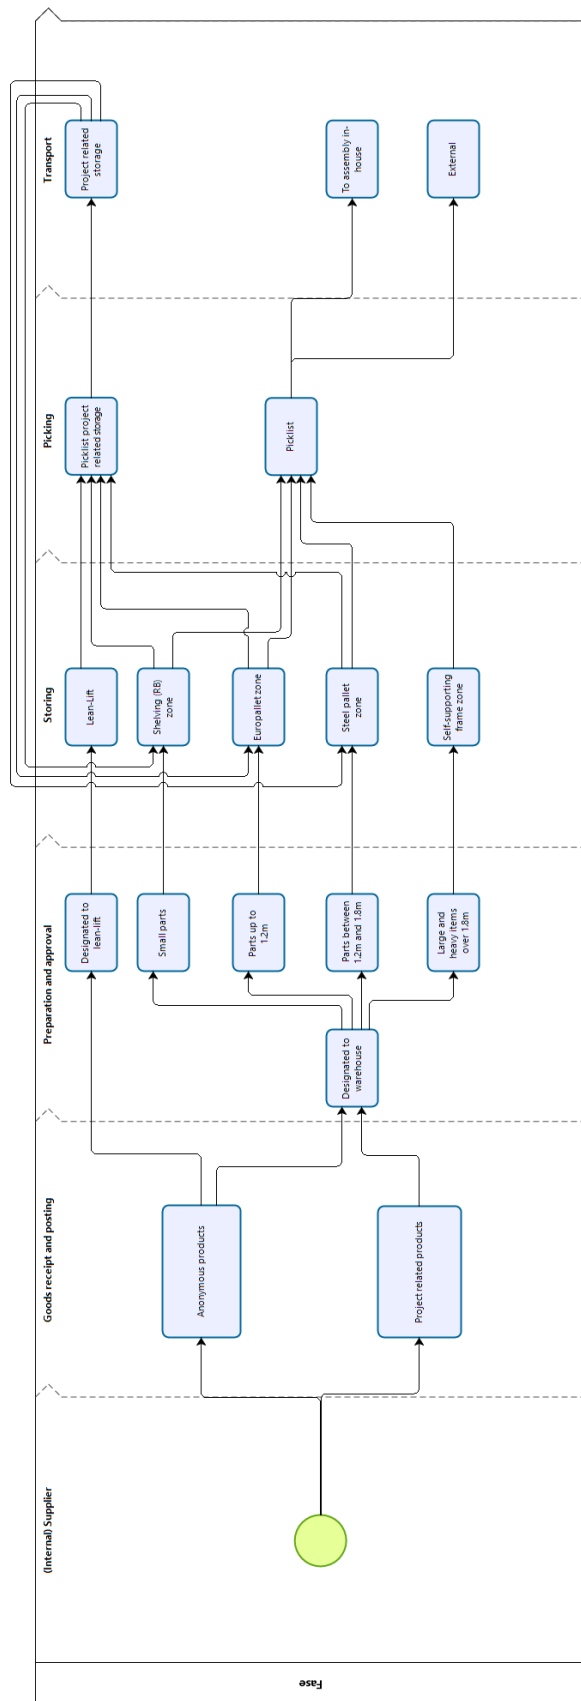 Fase
(Internal) Supplier
Goods receipt and posting
Preparation and approval
Storing
Picking
Transport
Anonymous products
Project related products
Designated to
warehouse
Designated to
lean-lift
Small parts
Parts up to
1.2m
Parts between
1.2m and 1.8m
Large and
heavy items
over 1.8m
Lean-Lift
Shelving (RB)
zone
Europallet zone
Steel pallet
zone
Self-supporting
frame zone
Picklist project
related storage
Picklist
Project related
storage
To assembly in-
house
External